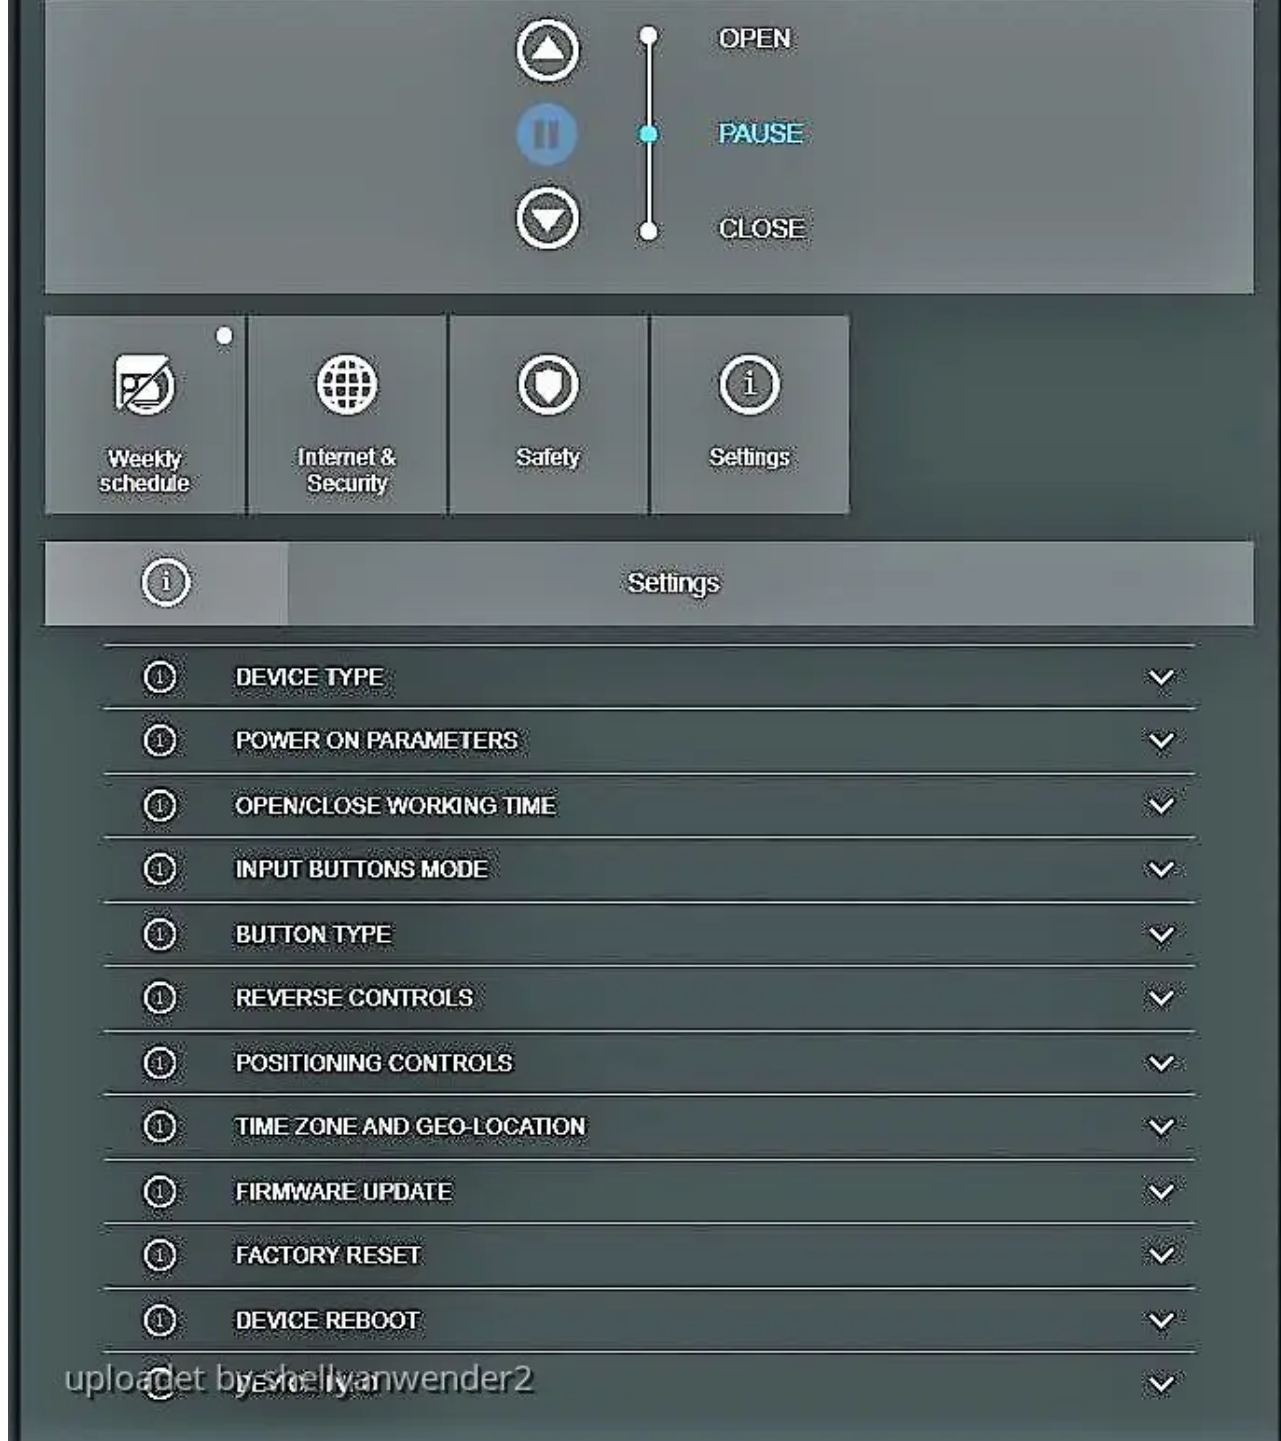 OPEN
PAUSE
CLOSE
Weekly
schedule
Internet &
Security
Safety
Settings
Settings
DEVICE TYPE
POWER ON PARAMETERS
OPEN/CLOSE WORKING TIME
INPUT BUTTONS MODE
BUTTON TYPE
REVERSE CONTROLS
POSITIONING CONTROLS
TIME ZONE AND GEO-LOCATION
FIRMWARE UPDATE
FACTORY RESET
DEVICE REBOOT
uploadet by shellyanwender2